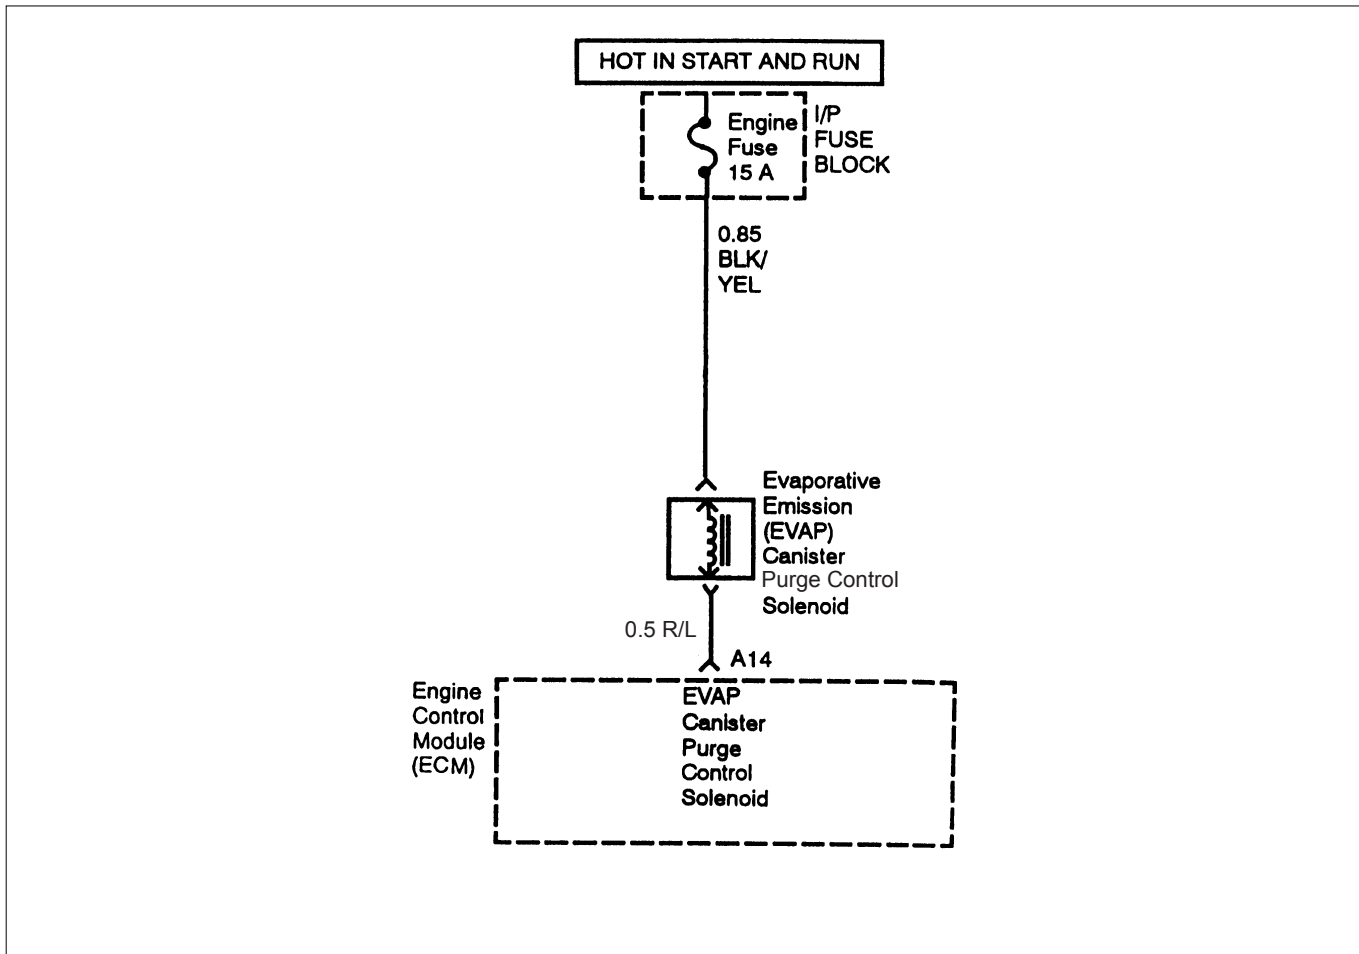 HOT IN START AND RUN
Engine
Fuse
15 A
I/P
FUSE
BLOCK
0.85
BLK/
YEL
Evaporative
Emission
(EVAP)
Canister
Purge Control
Solenoid
0.5 R/L
A14
Engine
Control
Module
(ECM)
EVAP
Canister
Purge
Control
Solenoid